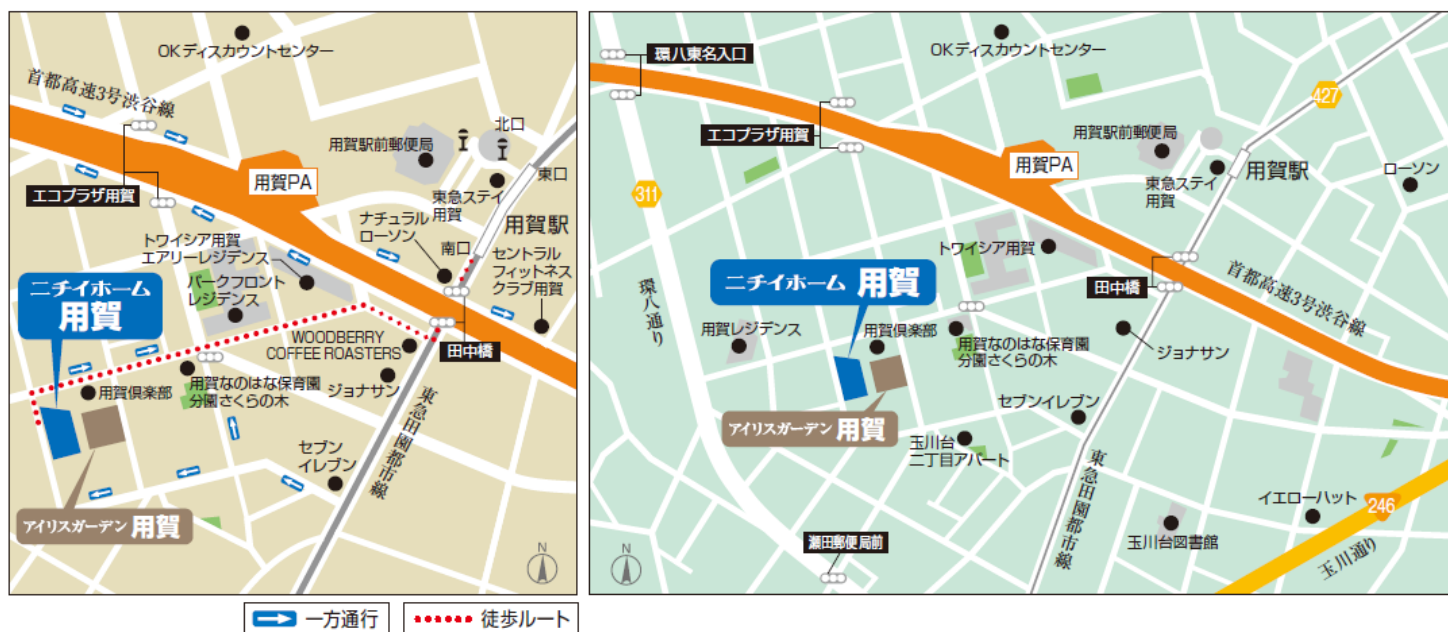 OKディスカウントセンター
首都高速3号渋谷線
北口
用賀駅前郵便局
用賀PA
東口
エコプラザ用賀
東急ステイ
用賀
用賀駅
ナチュラル
ローソン
南口
セントラル
フィットネス
クラブ用賀
トワイシア用賀
エアリーレジデンス
パークフロント
レジデンス
ニチイホーム
用賀
WOODBERRY
COFFEE ROASTERS
田中橋
用賀倶楽部
用賀なのはな保育園
分園さくらの木
ジョナサン
東急田園都市線
セブン
イレブン
アイリスガーデン 用賀
N
一方通行
徒歩ルート
環八東名入口
OKディスカウントセンター
427
エコプラザ用賀
用賀駅前郵便局
用賀PA
用賀駅
ローソン
東急ステイ
用賀
311
トワイシア用賀
田中橋
首都高速3号渋谷線
環八通り
ニチイホーム 用賀
用賀レジデンス
用賀倶楽部
用賀なのはな保育園
分園さくらの木
ジョナサン
セブンイレブン
アイリスガーデン 用賀
玉川台
二丁目アパート
東急田園都市線
イエローハット
246
瀬田郵便局前
玉川台図書館
玉川通り
N